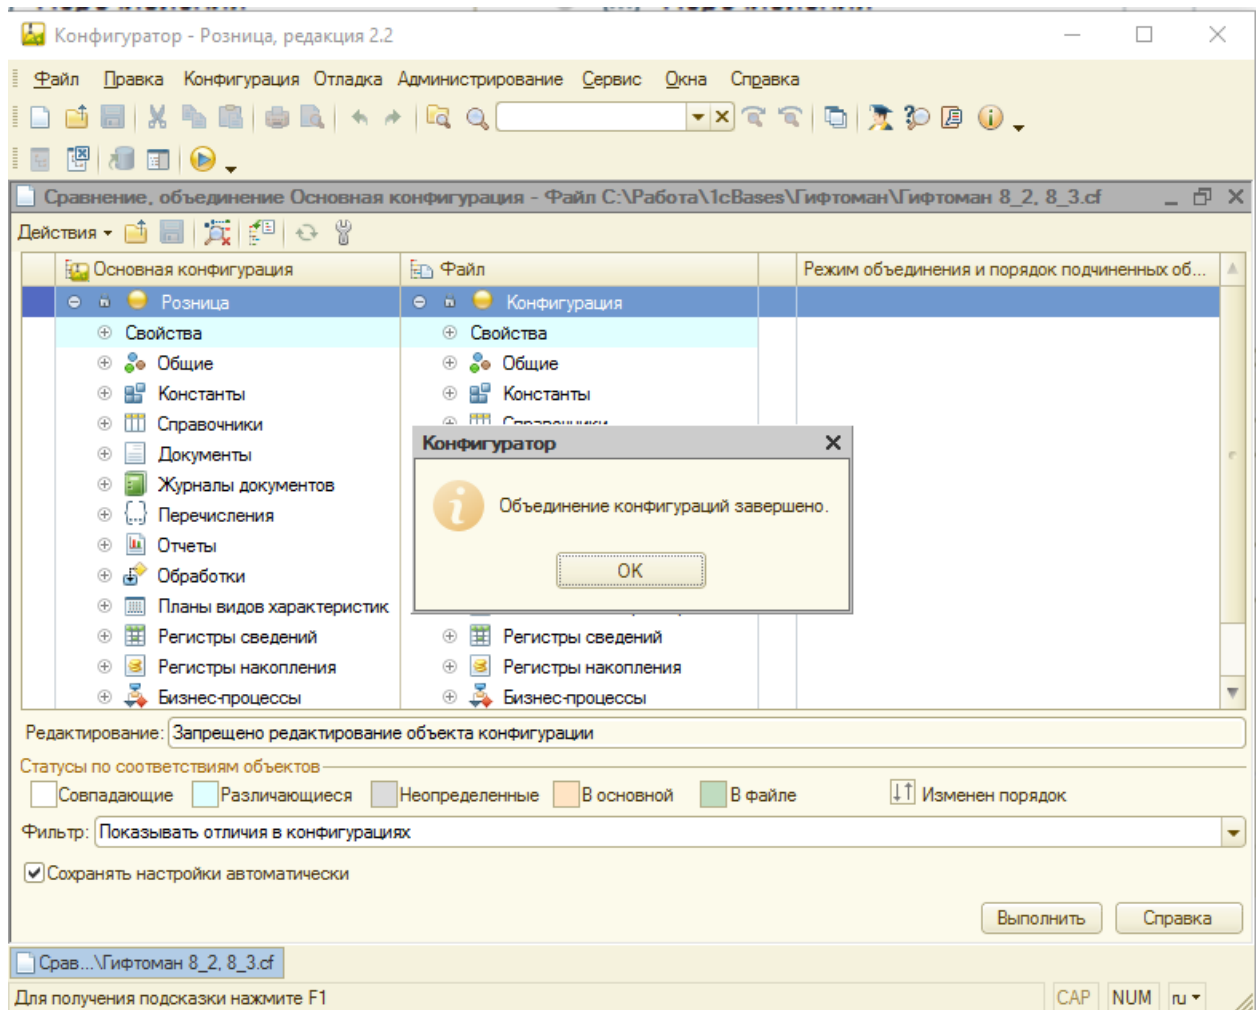 Конфигуратор - Розница, редакция 2.2
Файл Правка Конфигурация Отладка Администрирование Сервис Окна Справка
Сравнение, объединение Основная конфигурация - Файл C:\Работа\1cBases\Гифтоман\Гифтоман 8_2, 8_3.cf
Действия
Основная конфигурация Файл Режим объединения и порядок подчиненных об...
Розница Конфигурация
Свойства Свойства
Общие Общие
Константы Константы
Справочники Справочники
Документы
Журналы документов
Перечисления
Отчеты
Обработки
Планы видов характеристик
Регистры сведений Регистры сведений
Регистры накопления Регистры накопления
Бизнес-процессы Бизнес-процессы
Конфигуратор
Объединение конфигураций завершено.
OK
Редактирование: Запрещено редактирование объекта конфигурации
Статусы по соответствиям объектов
Совпадающие Различающиеся Неопределенные В основной В файле Изменен порядок
Фильтр: Показывать отличия в конфигурациях
Сохранять настройки автоматически
Выполнить Справка
Срав...\Гифтоман 8_2, 8_3.cf
Для получения подсказки нажмите F1 CAP NUM ru